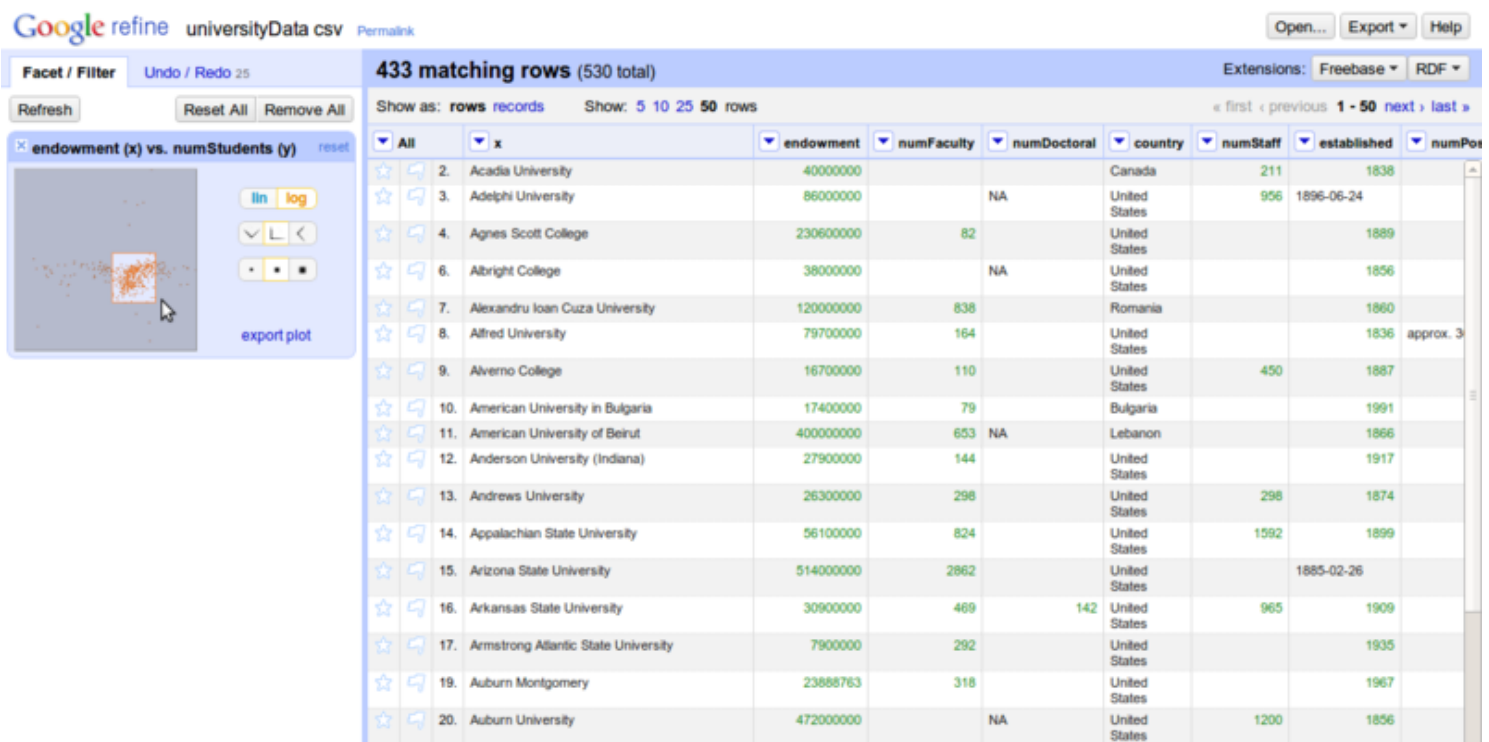 Google refine universityData csv Permalink
Open... Export Help
Facet / Filter Undo / Redo 25
Refresh Reset All Remove All
endowment (x) vs. numStudents (y) reset
lin log
export plot
433 matching rows (530 total)
Extensions: Freebase RDF
Show as: rows records Show: 5 10 25 50 rows
« first ‹ previous 1 - 50 next › last »
All x endowment numFaculty numDoctoral country numStaff established numPos
2. Acadia University 40000000 Canada 211 1838
3. Adelphi University 86000000 NA United States 956 1896-06-24
4. Agnes Scott College 230600000 82 United States 1889
6. Albright College 38000000 NA United States 1856
7. Alexandru Ioan Cuza University 120000000 838 Romania 1860
8. Alfred University 79700000 164 United States 1836 approx. 3
9. Alverno College 16700000 110 United States 450 1887
10. American University in Bulgaria 17400000 79 Bulgaria 1991
11. American University of Beirut 400000000 653 NA Lebanon 1866
12. Anderson University (Indiana) 27900000 144 United States 1917
13. Andrews University 26300000 298 United States 298 1874
14. Appalachian State University 56100000 824 United States 1592 1899
15. Arizona State University 514000000 2862 United States 1885-02-26
16. Arkansas State University 30900000 469 142 United States 965 1909
17. Armstrong Atlantic State University 7900000 292 United States 1935
19. Auburn Montgomery 23888763 318 United States 1967
20. Auburn University 472000000 NA United States 1200 1856